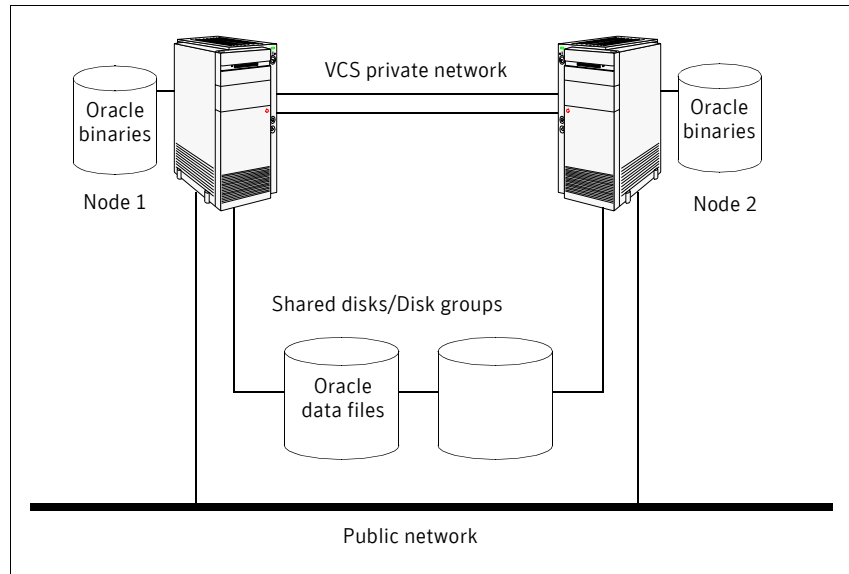 VCS private network
Oracle
binaries
Node 1
Oracle
binaries
Node 2
Shared disks/Disk groups
Oracle
data files
Public network